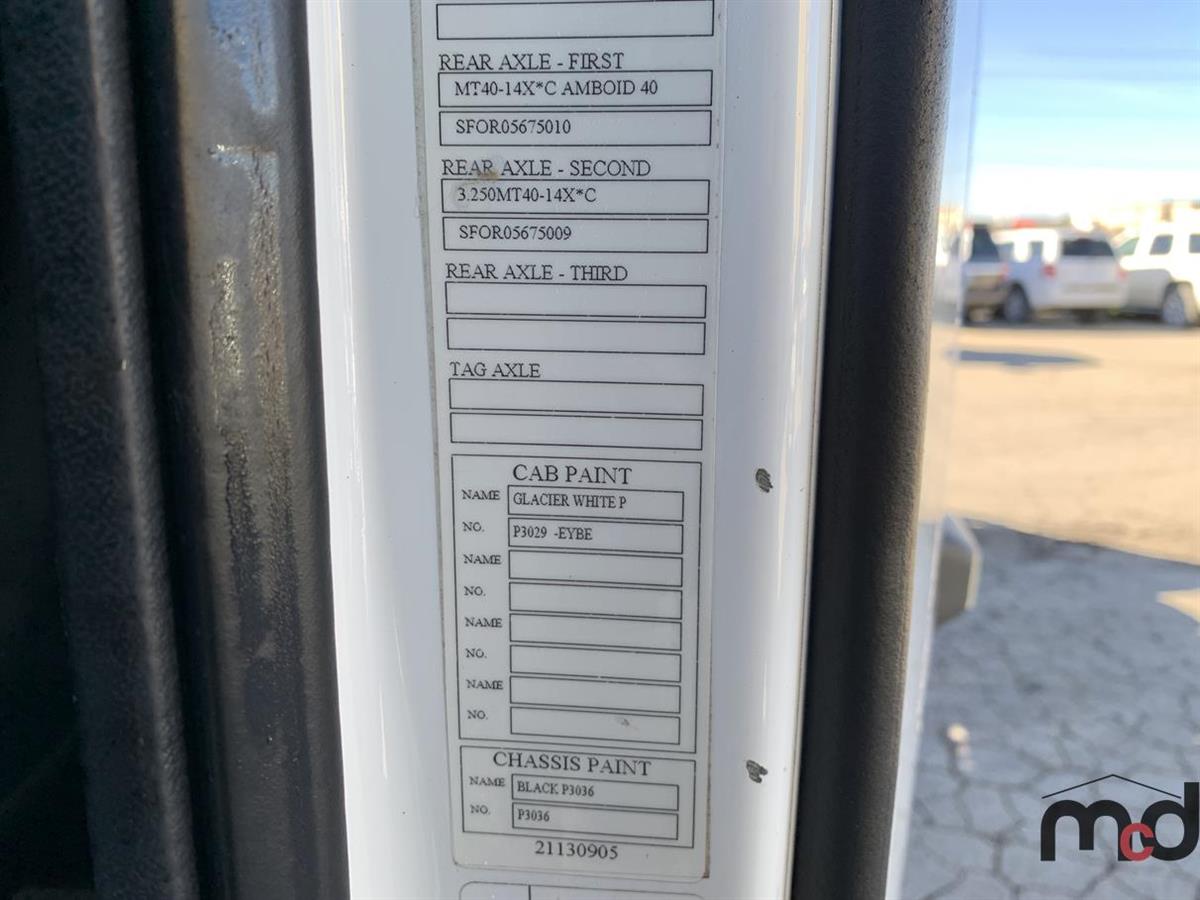 REAR AXLE - FIRST
MT40-14X*C AMBOID 40
SFOR05675010
REAR AXLE - SECOND
3.250MT40-14X*C
SFOR05675009
REAR AXLE - THIRD
TAG AXLE
CAB PAINT
NAME GLACIER WHITE P
NO. P3029 -EYBE
NAME
NO.
NAME
NO.
NAME
NO.
CHASSIS PAINT
NAME BLACK P3036
NO. P3036
21130905
mcd